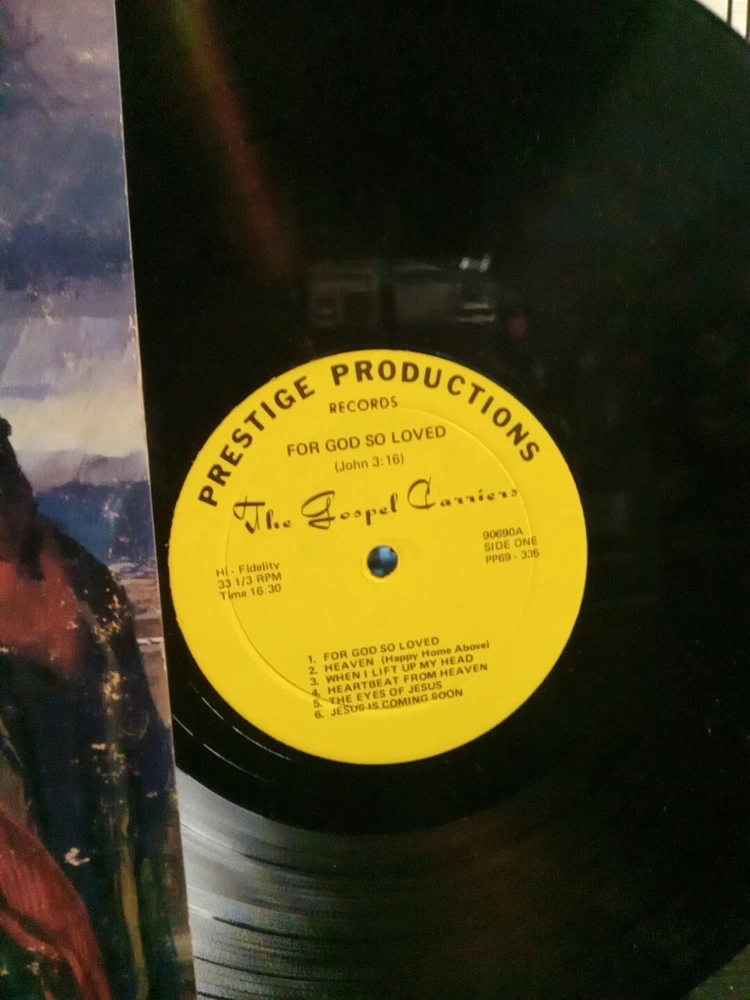 PRESTIGE PRODUCTIONS
RECORDS
FOR GOD SO LOVED
(John 3:16)
The Gospel Carriers
Hi - Fidelity
33 1/3 RPM
Time 16:30
90690A
SIDE ONE
PP69 - 335
1. FOR GOD SO LOVED
2. HEAVEN (Happy Home Above)
3. WHEN I LIFT UP MY HEAD
4. HEARTBEAT FROM HEAVEN
5. THE EYES OF JESUS
6. JESUS IS COMING SOON